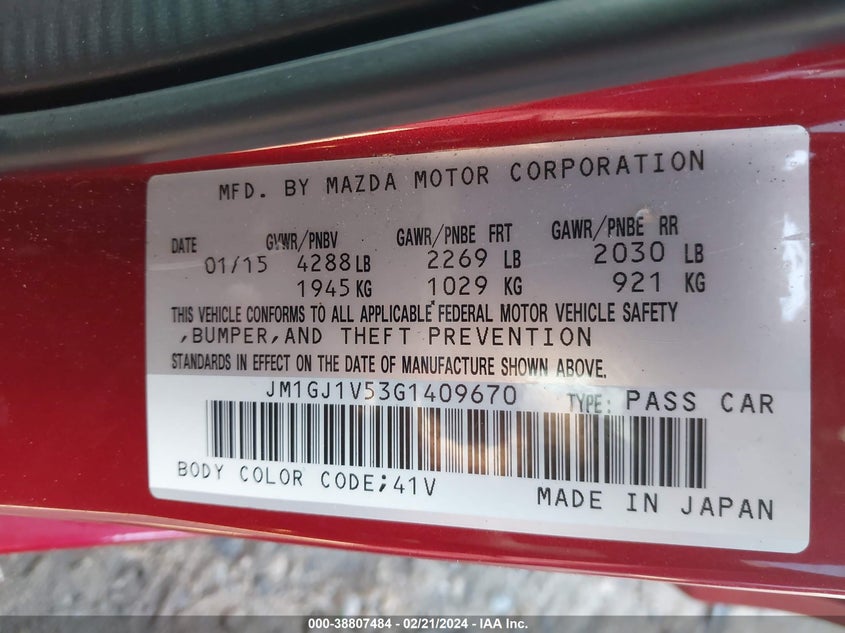 MFD. BY MAZDA MOTOR CORPORATION
DATE GVWR/PNBV GAWR/PNBE FRT GAWR/PNBE RR
01/15 4288 LB 2269 LB 2030 LB
1945 KG 1029 KG 921 KG
THIS VEHICLE CONFORMS TO ALL APPLICABLE FEDERAL MOTOR VEHICLE SAFETY
,BUMPER,AND THEFT PREVENTION
STANDARDS IN EFFECT ON THE DATE OF MANUFACTURE SHOWN ABOVE.
JM1GJ1V53G1409670 TYPE: PASS CAR
BODY COLOR CODE;41V
MADE IN JAPAN
000-38807484 - 02/21/2024 - IAA Inc.